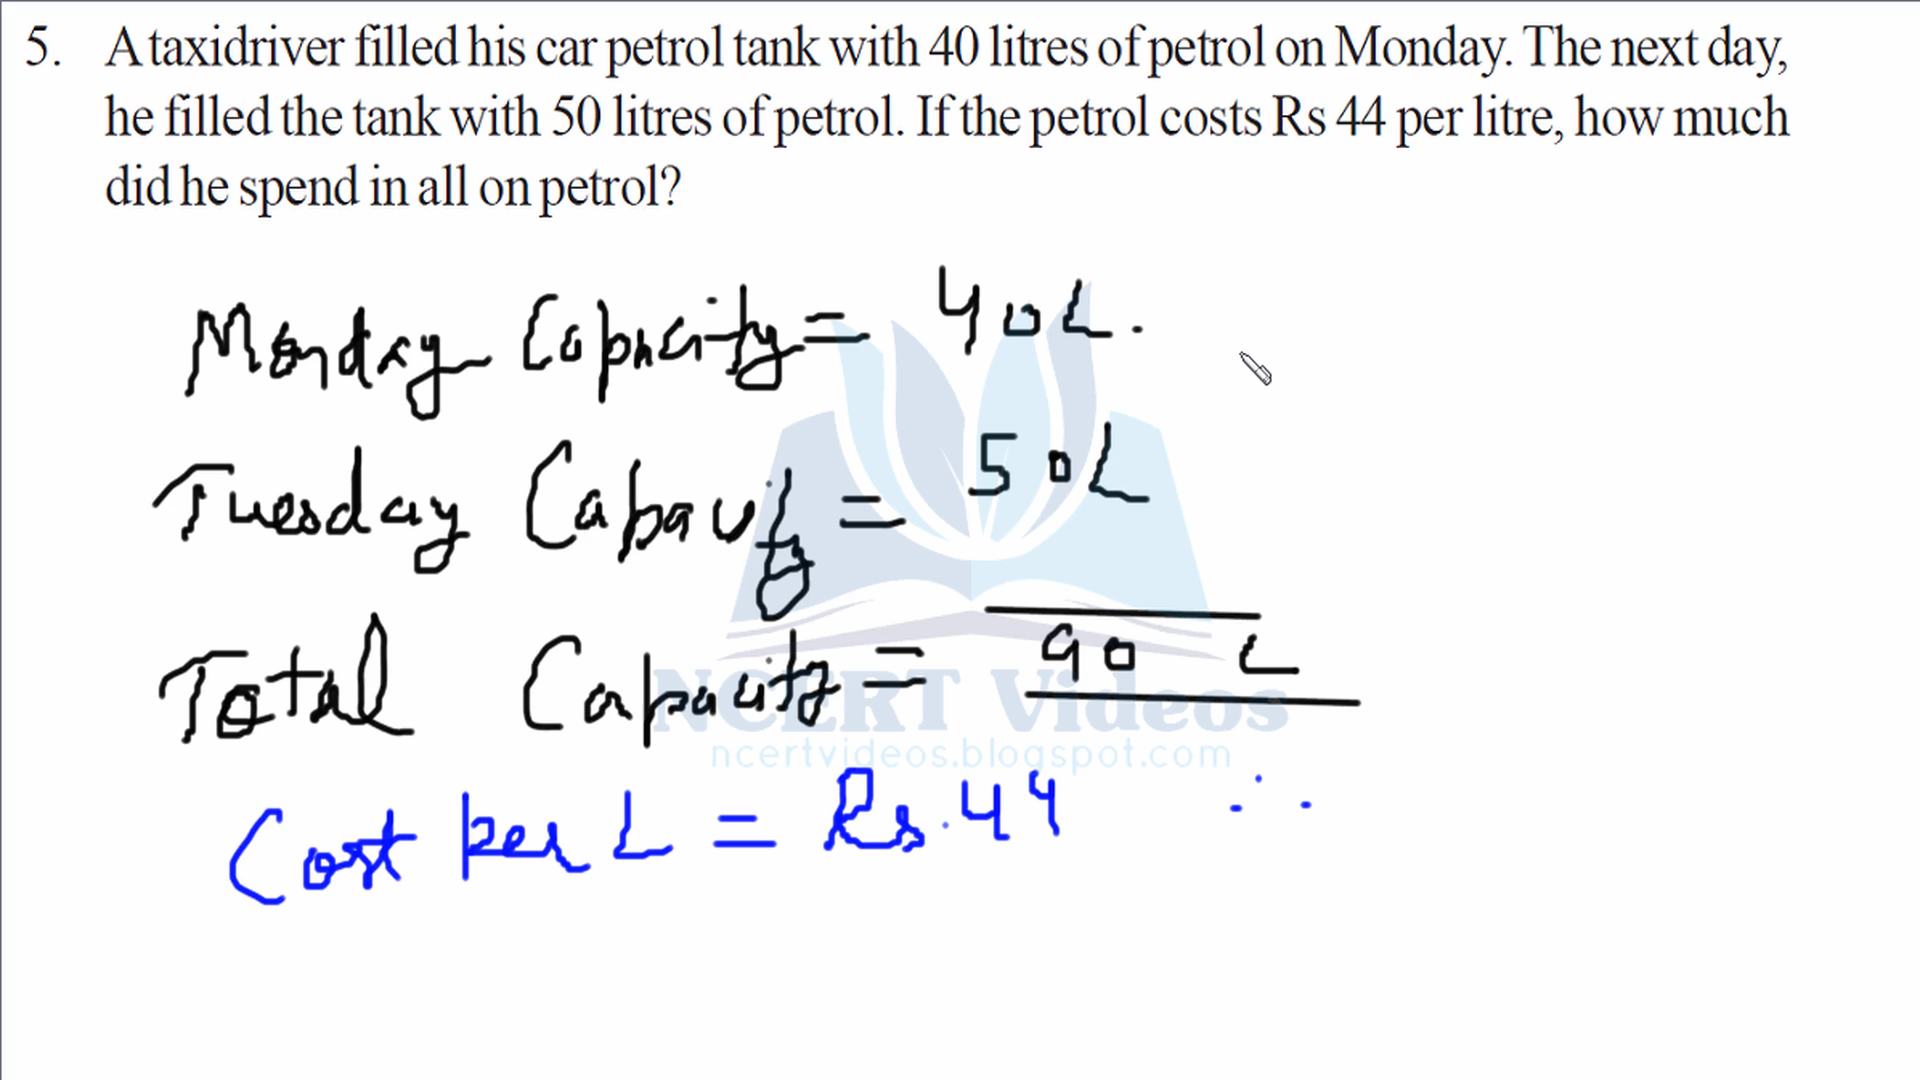 5. A taxidriver filled his car petrol tank with 40 litres of petrol on Monday. The next day,
he filled the tank with 50 litres of petrol. If the petrol costs Rs 44 per litre, how much
did he spend in all on petrol?
Monday Capacity = 40L.
Tuesday Capacity = 50L
Total Capacity = 90 L
NCERT Videos
ncertvideos.blogspot.com
Cost per L = Rs. 44 ∴